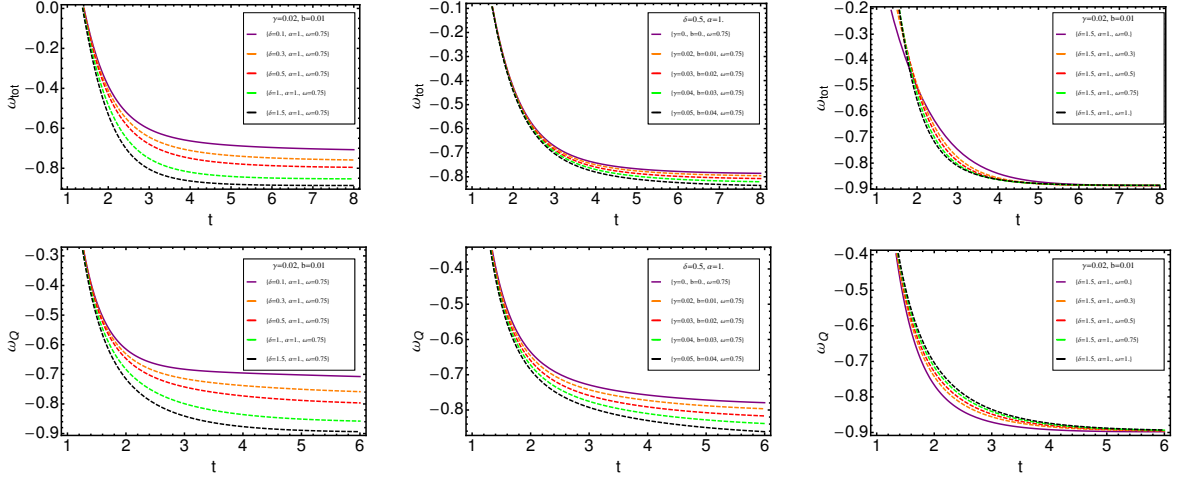 γ=0.02, b=0.01
{δ=0.1, α=1., ω=0.75}
{δ=0.3, α=1., ω=0.75}
{δ=0.5, α=1., ω=0.75}
{δ=1., α=1., ω=0.75}
{δ=1.5, α=1., ω=0.75}
0.0
−0.2
−0.4
−0.6
−0.8
ωtot
1 2 3 4 5 6 7 8
t
δ=0.5, α=1.
{γ=0., b=0., ω=0.75}
{γ=0.02, b=0.01, ω=0.75}
{γ=0.03, b=0.02, ω=0.75}
{γ=0.04, b=0.03, ω=0.75}
{γ=0.05, b=0.04, ω=0.75}
−0.1
−0.2
−0.3
−0.4
−0.5
−0.6
−0.7
−0.8
ωtot
1 2 3 4 5 6 7 8
t
γ=0.02, b=0.01
{δ=1.5, α=1., ω=0.1}
{δ=1.5, α=1., ω=0.3}
{δ=1.5, α=1., ω=0.5}
{δ=1.5, α=1., ω=0.75}
{δ=1.5, α=1., ω=1.}
−0.2
−0.3
−0.4
−0.5
−0.6
−0.7
−0.8
−0.9
ωtot
1 2 3 4 5 6 7 8
t
γ=0.02, b=0.01
{δ=0.1, α=1., ω=0.75}
{δ=0.3, α=1., ω=0.75}
{δ=0.5, α=1., ω=0.75}
{δ=1., α=1., ω=0.75}
{δ=1.5, α=1., ω=0.75}
−0.3
−0.4
−0.5
−0.6
−0.7
−0.8
−0.9
ωQ
1 2 3 4 5 6
t
δ=0.5, α=1.
{γ=0., b=0., ω=0.75}
{γ=0.02, b=0.01, ω=0.75}
{γ=0.03, b=0.02, ω=0.75}
{γ=0.04, b=0.03, ω=0.75}
{γ=0.05, b=0.04, ω=0.75}
−0.4
−0.5
−0.6
−0.7
−0.8
ωQ
1 2 3 4 5 6
t
γ=0.02, b=0.01
{δ=1.5, α=1., ω=0.1}
{δ=1.5, α=1., ω=0.3}
{δ=1.5, α=1., ω=0.5}
{δ=1.5, α=1., ω=0.75}
{δ=1.5, α=1., ω=1.}
−0.4
−0.5
−0.6
−0.7
−0.8
−0.9
ωQ
1 2 3 4 5 6
t